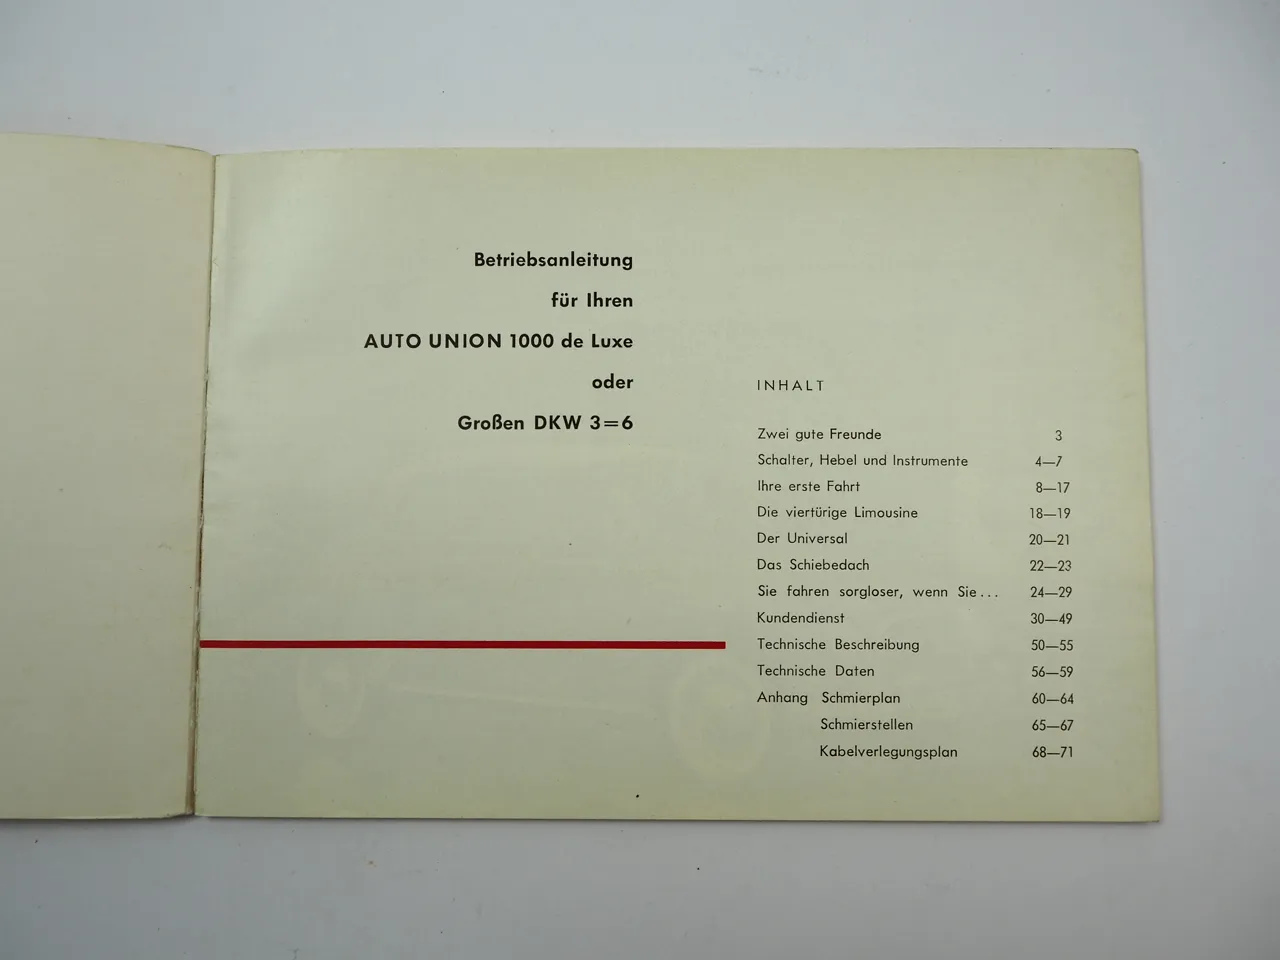 Betriebsanleitung
für Ihren
AUTO UNION 1000 de Luxe
oder
Großen DKW 3=6
INHALT
Zwei gute Freunde 3
Schalter, Hebel und Instrumente 4—7
Ihre erste Fahrt 8—17
Die viertürige Limousine 18—19
Der Universal 20—21
Das Schiebedach 22—23
Sie fahren sorgloser, wenn Sie... 24—29
Kundendienst 30—49
Technische Beschreibung 50—55
Technische Daten 56—59
Anhang Schmierplan 60—64
Schmierstellen 65—67
Kabelverlegungsplan 68—71